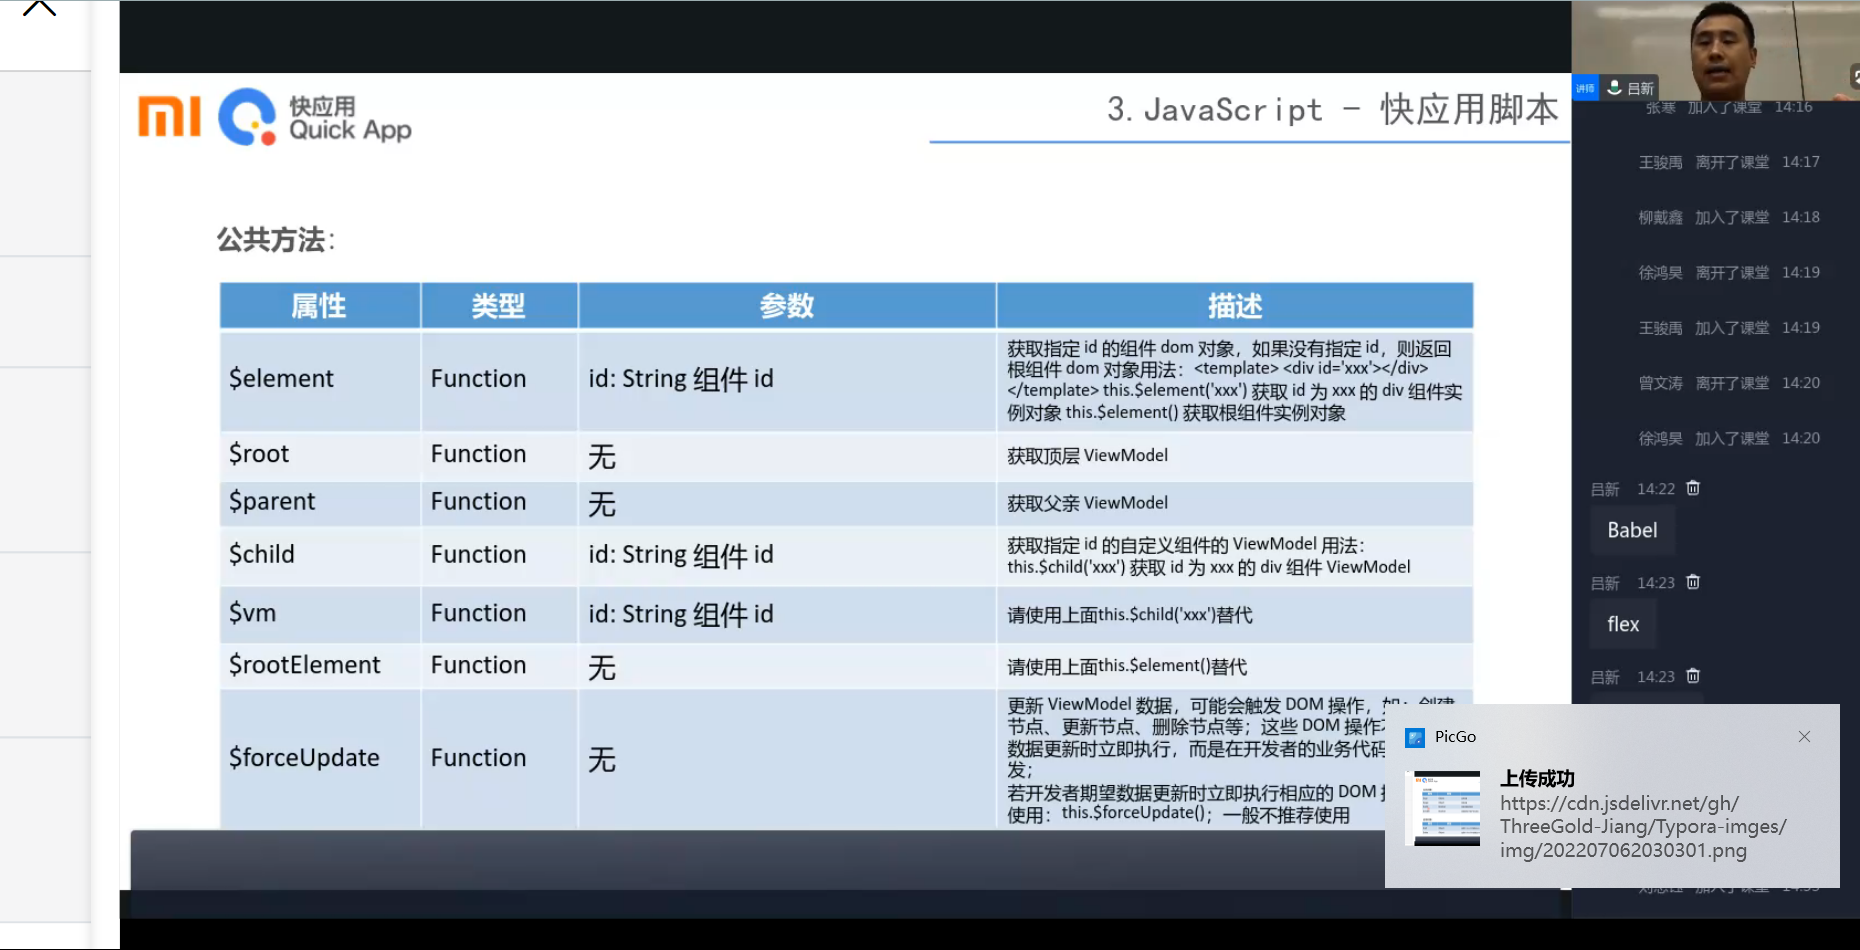 MI 快应用
Quick App
3.JavaScript - 快应用脚本
公共方法：
属性 类型 参数 描述
$element Function id: String 组件 id
获取指定 id 的组件 dom 对象，如果没有指定 id，则返回
根组件 dom 对象用法：<template> <div id='xxx'></div>
</template> this.$element('xxx') 获取 id 为 xxx 的 div 组件实
例对象 this.$element() 获取根组件实例对象
$root Function 无 获取顶层 ViewModel
$parent Function 无 获取父亲 ViewModel
$child Function id: String 组件 id
获取指定 id 的自定义组件的 ViewModel 用法：
this.$child('xxx') 获取 id 为 xxx 的 div 组件 ViewModel
$vm Function id: String 组件 id 请使用上面this.$child('xxx')替代
$rootElement Function 无 请使用上面this.$element()替代
$forceUpdate Function 无
更新 ViewModel 数据，可能会触发 DOM 操作，如：创建
节点、更新节点、删除节点等；这些 DOM 操作
数据更新时立即执行，而是在开发者的业务代码
发；
若开发者期望数据更新时立即执行相应的 DOM
使用：this.$forceUpdate()；一般不推荐使用
讲师 吕新
张寒 加入了课堂 14:16
王骏禹 离开了课堂 14:17
柳戴鑫 加入了课堂 14:18
徐鸿昊 离开了课堂 14:19
王骏禹 加入了课堂 14:19
曾文涛 离开了课堂 14:20
徐鸿昊 加入了课堂 14:20
吕新 14:22
Babel
吕新 14:23
flex
吕新 14:23
PicGo
上传成功
https://cdn.jsdelivr.net/gh/
ThreeGold-Jiang/Typora-imges/
img/202207062030301.png